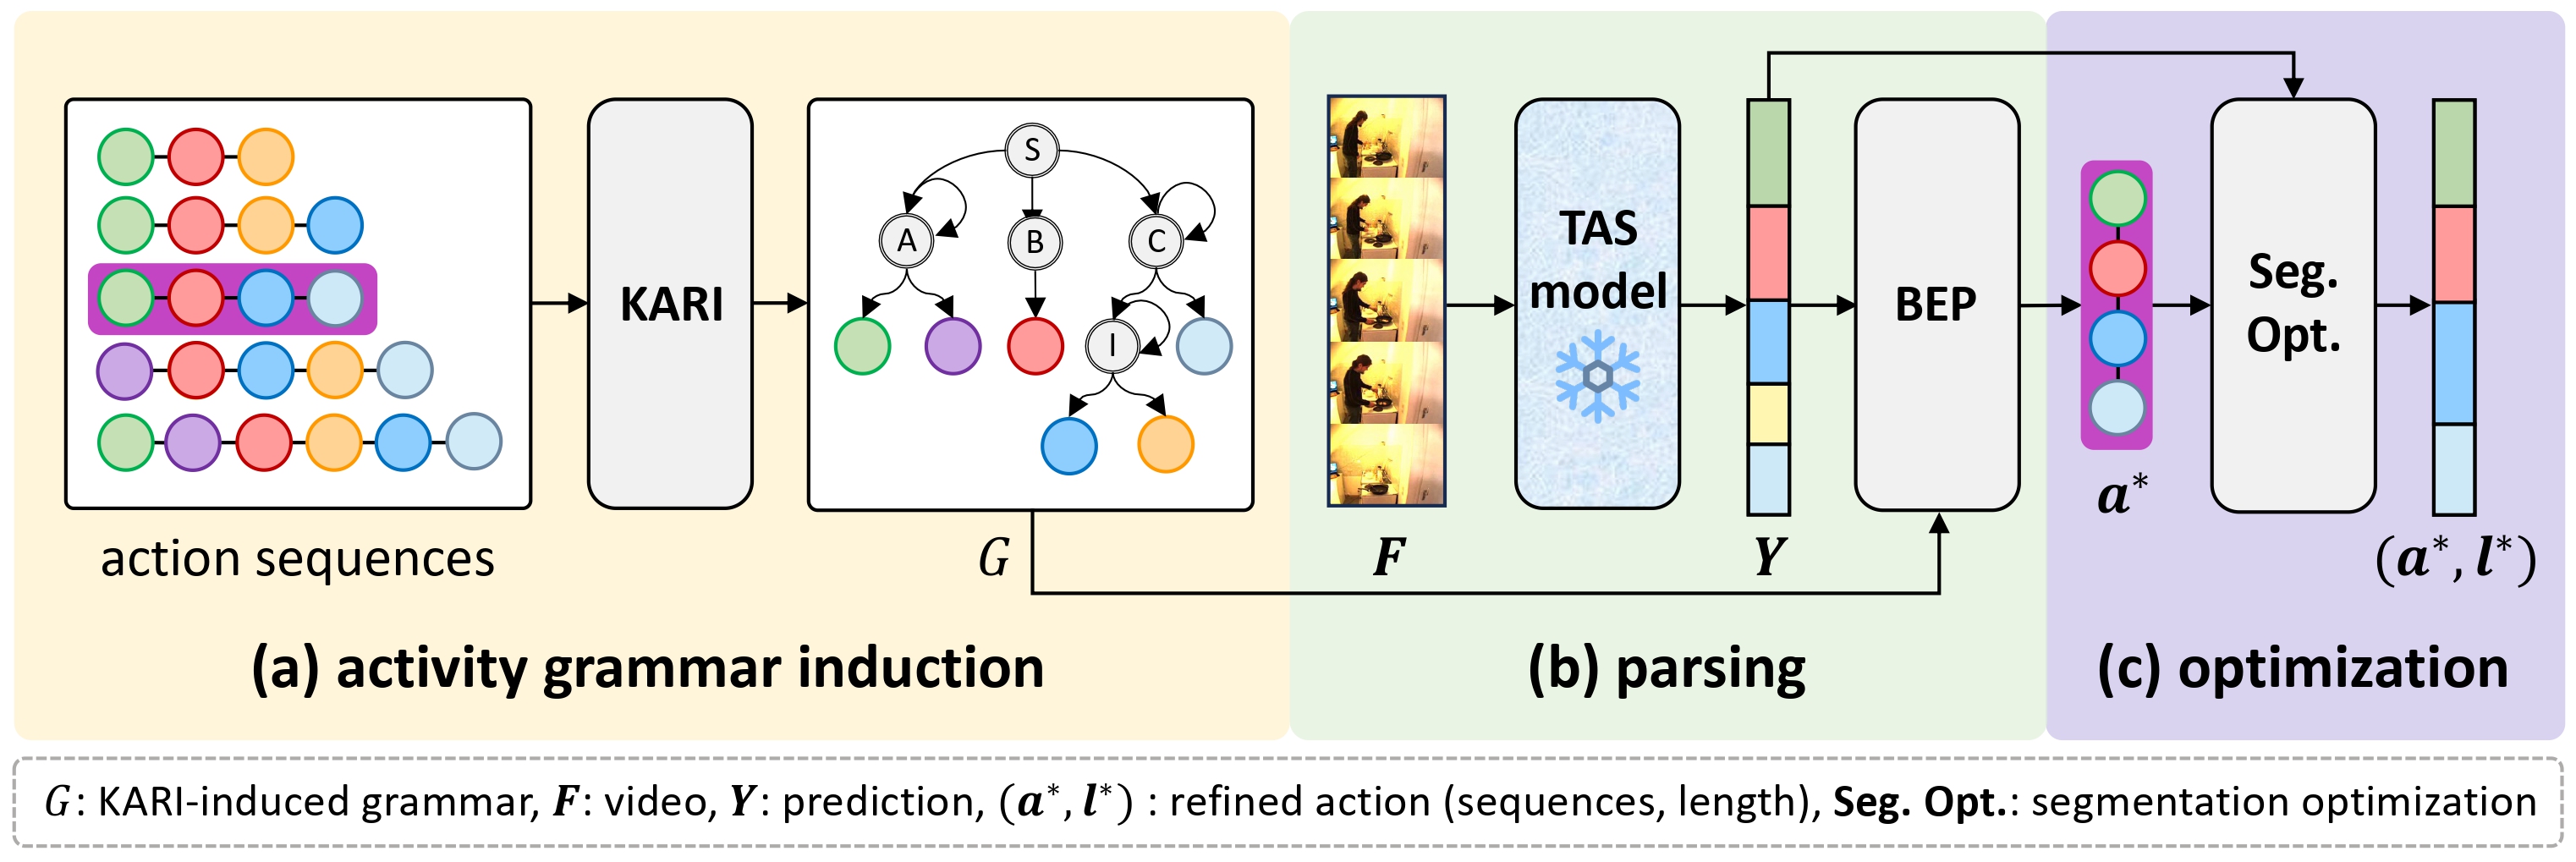 S
A
B
C
I
KARI
TAS
model
BEP
Seg.
Opt.
a*
action sequences
G
F
Y
(a*, l*)
(a) activity grammar induction
(b) parsing
(c) optimization
G: KARI-induced grammar, F: video, Y: prediction, (a*, l*) : refined action (sequences, length), Seg. Opt.: segmentation optimization